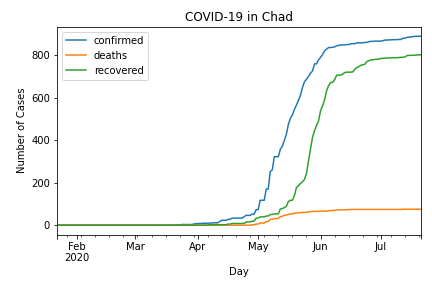 COVID-19 in Chad
confirmed
deaths
recovered
Number of Cases
800
600
400
200
0
Feb
2020
Mar
Apr
May
Jun
Jul
Day